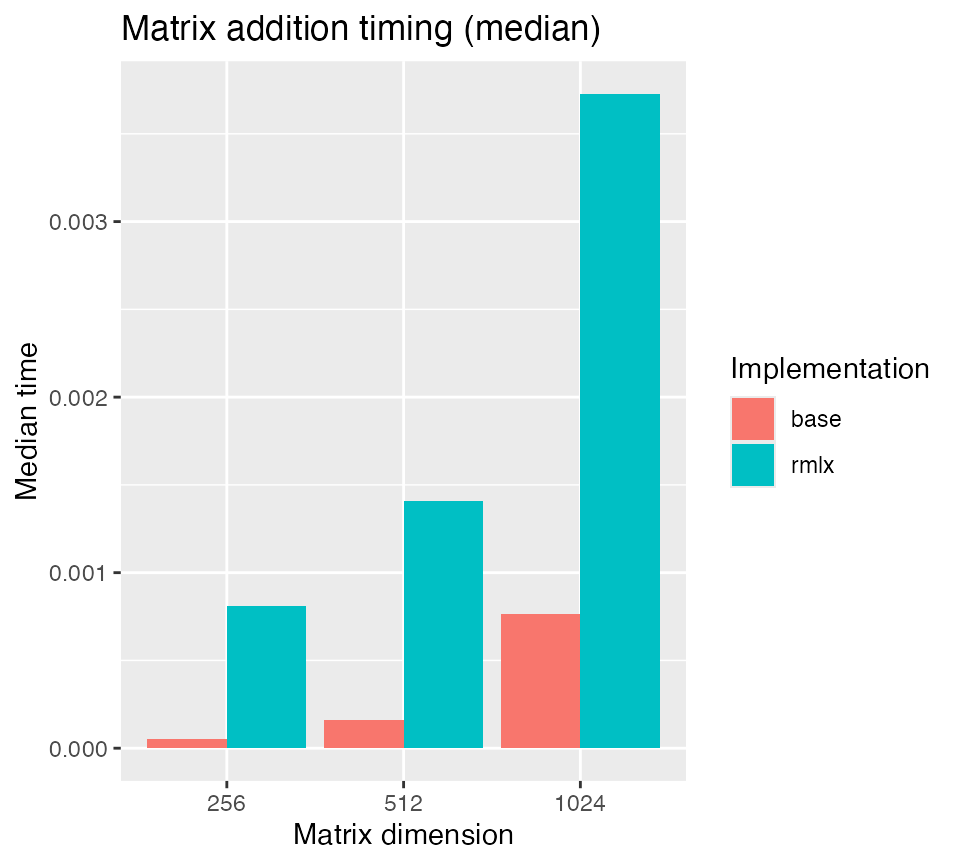 Matrix addition timing (median)
Median time
0.003
0.002
0.001
0.000
256 512 1024
Matrix dimension
Implementation
base
rmlx